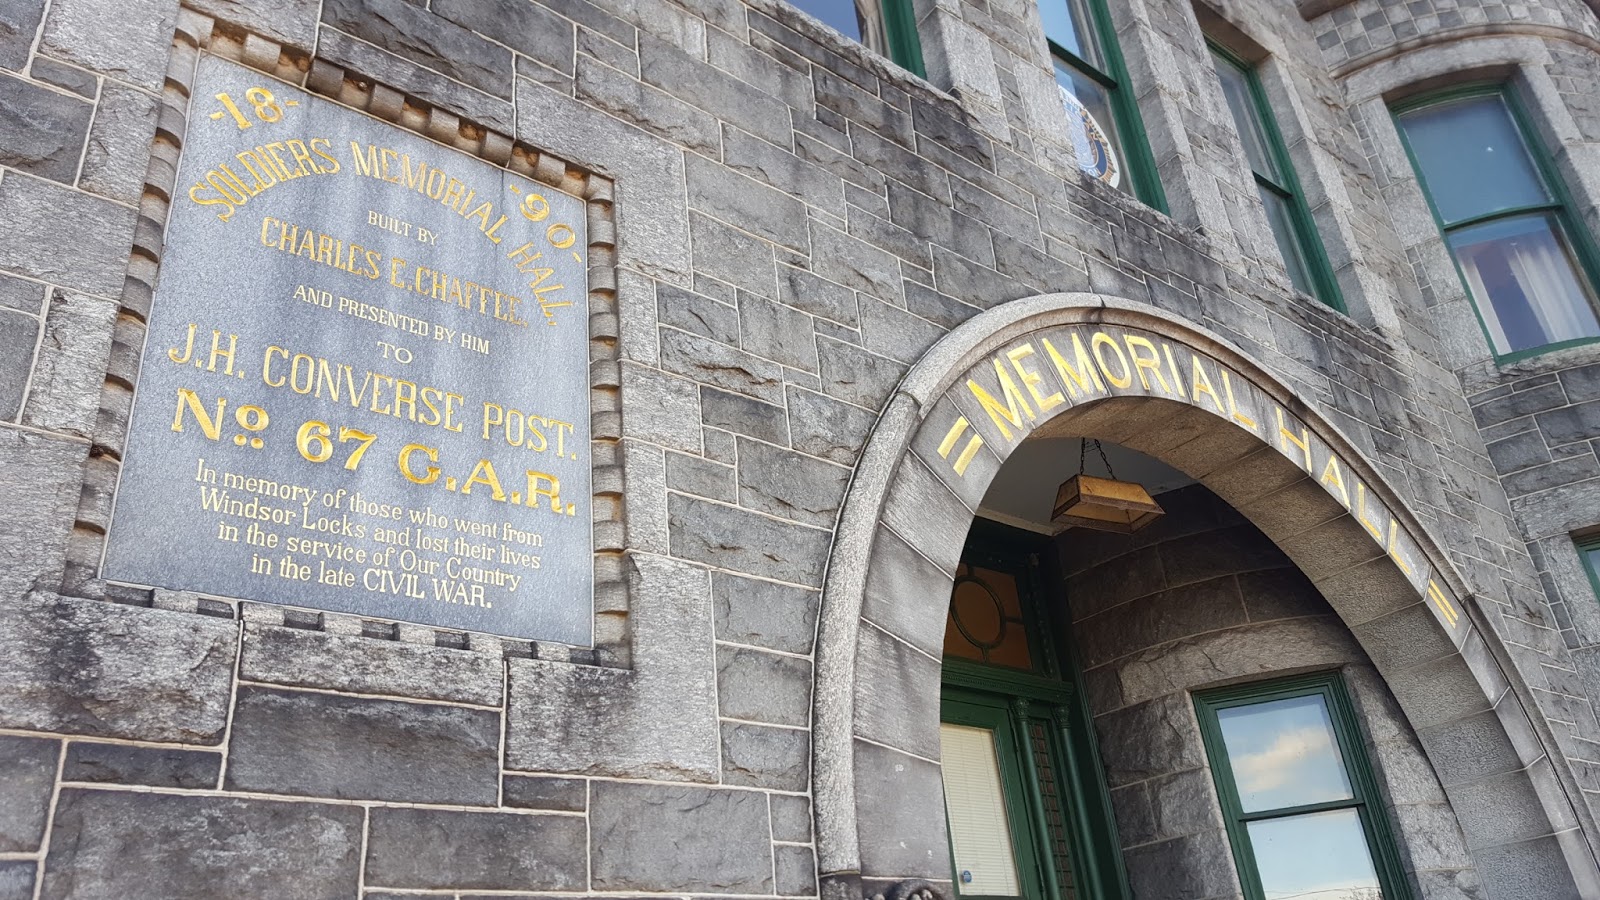 -18- -90-
SOLDIERS MEMORIAL HALL.
BUILT BY
CHARLES E. CHAFFEE.
AND PRESENTED BY HIM
TO
J.H. CONVERSE POST.
No. 67 G.A.R.
In memory of those who went from
Windsor Locks and lost their lives
in the service of Our Country
in the late CIVIL WAR.
=MEMORIAL HALL=